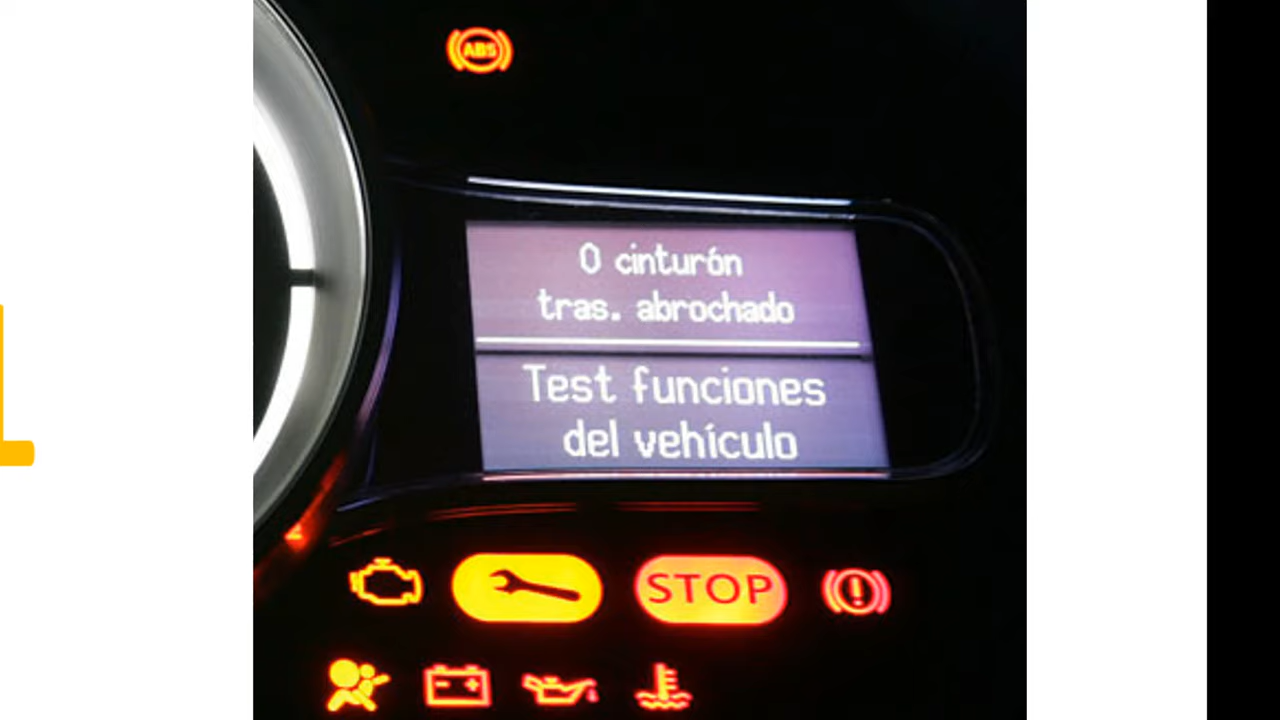 ABS
0 cinturón
tras. abrochado
Test funciones
del vehículo
STOP